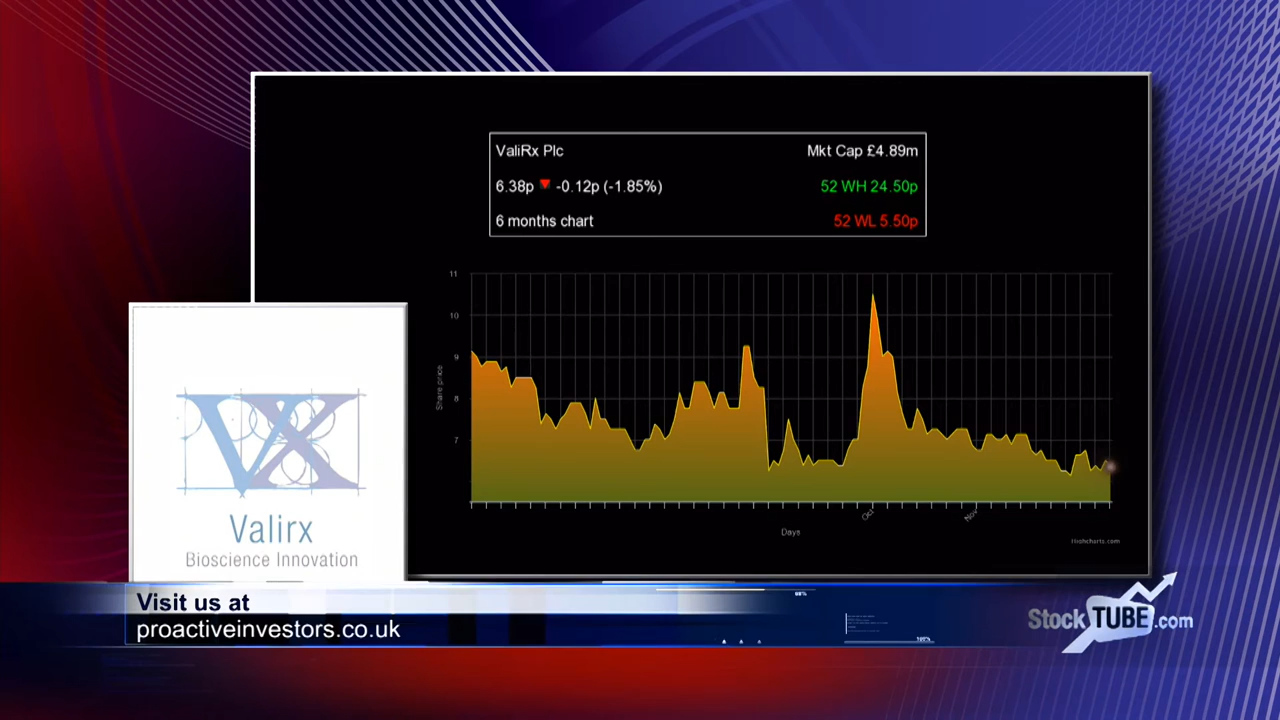 ValiRx Plc
Mkt Cap £4.89m
6.38p ▼ -0.12p (-1.85%)
52 WH 24.50p
6 months chart
52 WL 5.50p
11
10
9
8
7
Share price
Oct
Nov
Days
Highcharts.com
VX
Valirx
Bioscience Innovation
Visit us at
proactiveinvestors.co.uk
StockTUBE.com